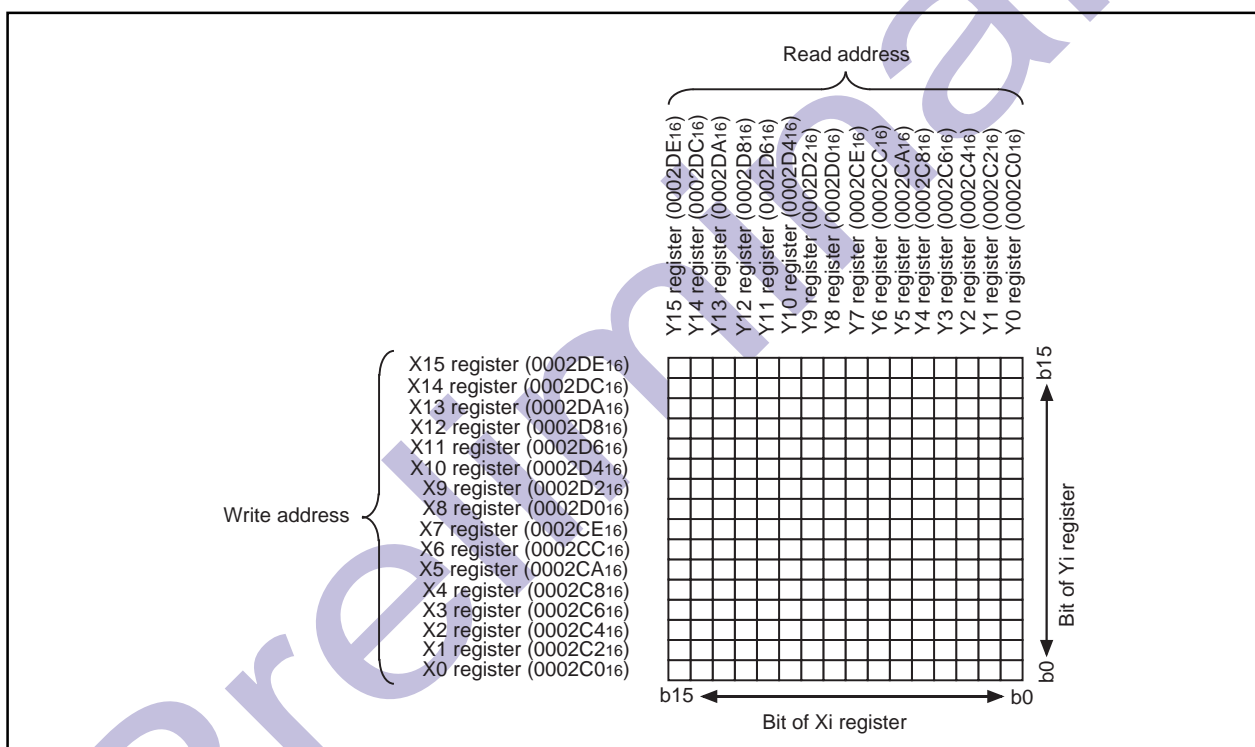 Read address
Y15 register (0002DE16)
Y14 register (0002DC16)
Y13 register (0002DA16)
Y12 register (0002D816)
Y11 register (0002D616)
Y10 register (0002D416)
Y9 register (0002D216)
Y8 register (0002D016)
Y7 register (0002CE16)
Y6 register (0002CC16)
Y5 register (0002CA16)
Y4 register (0002C816)
Y3 register (0002C616)
Y2 register (0002C416)
Y1 register (0002C216)
Y0 register (0002C016)
Write address
X15 register (0002DE16)
X14 register (0002DC16)
X13 register (0002DA16)
X12 register (0002D816)
X11 register (0002D616)
X10 register (0002D416)
X9 register (0002D216)
X8 register (0002D016)
X7 register (0002CE16)
X6 register (0002CC16)
X5 register (0002CA16)
X4 register (0002C816)
X3 register (0002C616)
X2 register (0002C416)
X1 register (0002C216)
X0 register (0002C016)
b15
Bit of Yi register
b0
b15
b0
Bit of Xi register
Prelimina